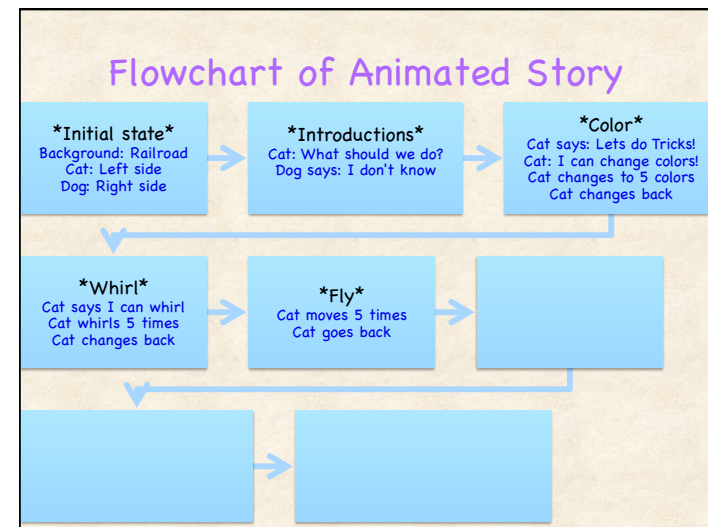 Flowchart of Animated Story
*Initial state*
Background: Railroad
Cat: Left side
Dog: Right side
*Introductions*
Cat: What should we do?
Dog says: I don't know
*Color*
Cat says: Lets do Tricks!
Cat: I can change colors!
Cat changes to 5 colors
Cat changes back
*Whirl*
Cat says I can whirl
Cat whirls 5 times
Cat changes back
*Fly*
Cat moves 5 times
Cat goes back